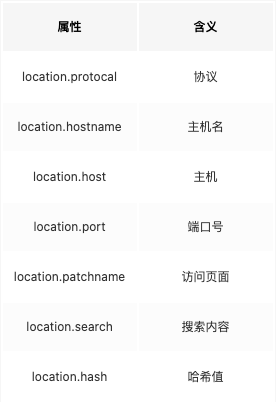 属性 含义
location.protocal 协议
location.hostname 主机名
location.host 主机
location.port 端口号
location.patchname 访问页面
location.search 搜索内容
location.hash 哈希值